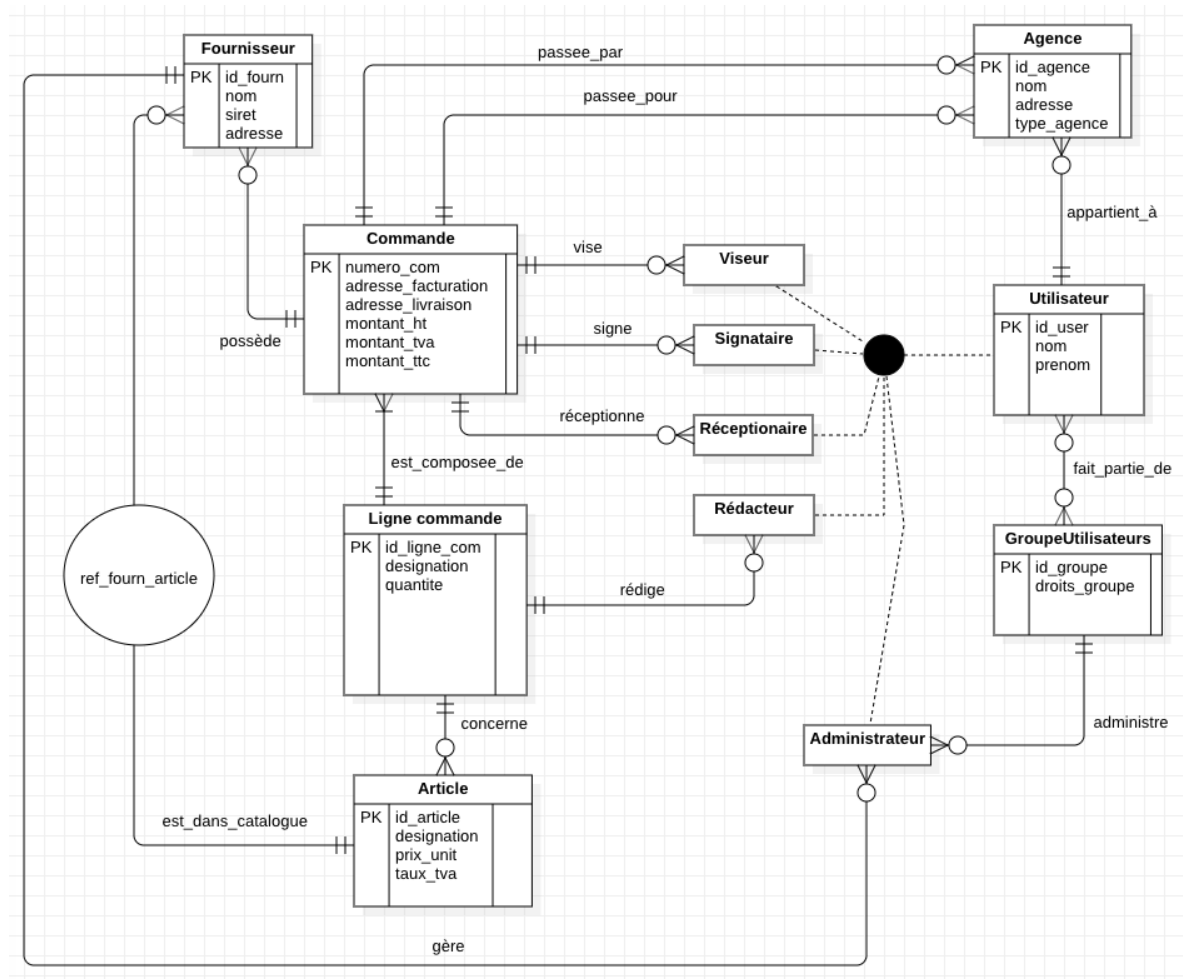 Fournisseur
PK
id_fourn
nom
siret
adresse
passee_par
passee_pour
Agence
PK
id_agence
nom
adresse
type_agence
appartient_à
Commande
PK
numero_com
adresse_facturation
adresse_livraison
montant_ht
montant_tva
montant_ttc
possède
vise
Viseur
signe
Signataire
réceptionne
Réceptionaire
Utilisateur
PK
id_user
nom
prenom
est_composee_de
fait_partie_de
Ligne commande
PK
id_ligne_com
designation
quantite
Rédacteur
rédige
GroupeUtilisateurs
PK
id_groupe
droits_groupe
ref_fourn_article
concerne
administre
Administrateur
Article
PK
id_article
designation
prix_unit
taux_tva
est_dans_catalogue
gère